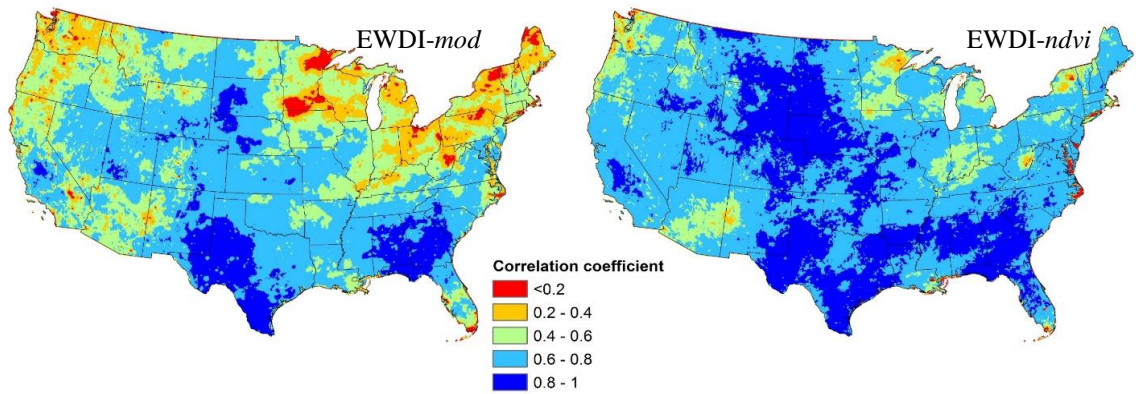 EWDI-mod
EWDI-ndvi
Correlation coefficient
<0.2
0.2 - 0.4
0.4 - 0.6
0.6 - 0.8
0.8 - 1